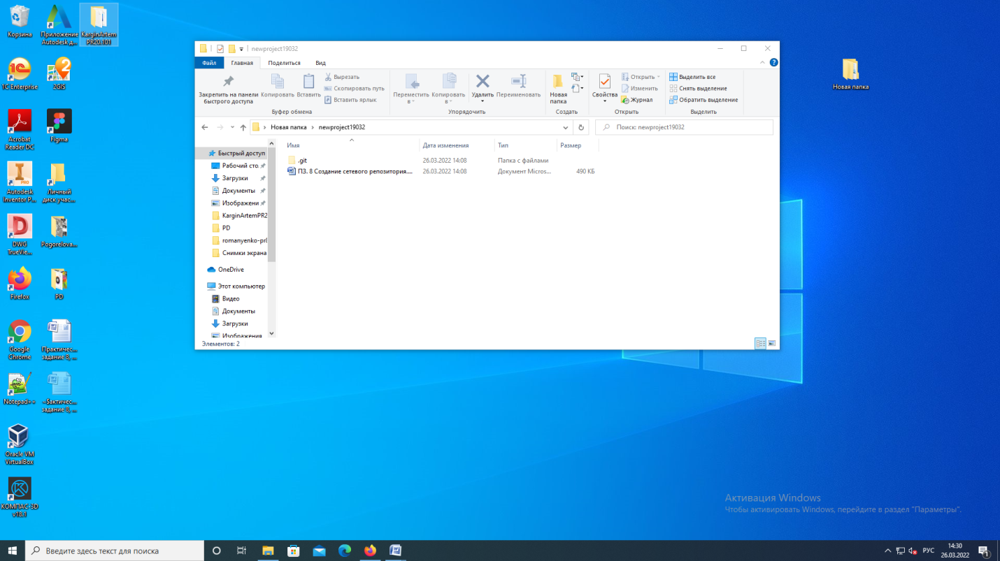 Корзина
Приложение
Autodesk д...
KarginArtem
PR20.101
1C Enterprise
2GIS
Acrobat
Reader DC
Figma
Autodesk
Inventor P...
Личный
диск учас...
DWG
TrueVie...
Pogorelova...
Firefox
PD
Google
Chrome
Практичес...
задание 8, ...
Notepad++
~$актичес...
задание 8, ...
Oracle VM
VirtualBox
КОМПАС-3D
v18.1
Новая папка
newproject19032
Файл
Главная
Поделиться
Вид
Закрепить на панели
быстрого доступа
Копировать
Вставить
Вырезать
Скопировать путь
Вставить ярлык
Буфер обмена
Переместить
в
Копировать
в
Удалить
Переименовать
Упорядочить
Новая
папка
Создать
Свойства
Открыть
Изменить
Журнал
Открыть
Выделить все
Снять выделение
Обратить выделение
Выделить
Новая папка › newproject19032
Поиск: newproject19032
Имя
Дата изменения
Тип
Размер
.git
26.03.2022 14:08
Папка с файлами
ПЗ. 8 Создание сетевого репозитория....
26.03.2022 14:08
Документ Micros...
490 КБ
Быстрый доступ
Рабочий сто
Загрузки
Документы
Изображени
KarginArtemPR2
PD
romanyenko-pr
Снимки экрана
OneDrive
Этот компьютер
Видео
Документы
Загрузки
Изображения
Элементов: 2
Активация Windows
Чтобы активировать Windows, перейдите в раздел "Параметры".
Введите здесь текст для поиска
РУС
14:30
26.03.2022
1